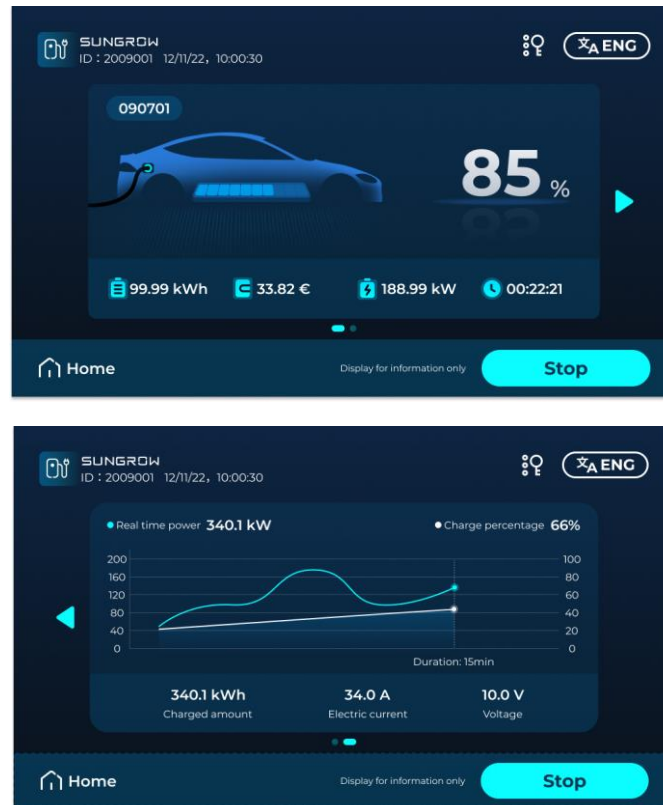 SUNGROW
ID：2009001 12/11/22，10:00:30
文A ENG
090701
85 %
99.99 kWh 33.82 € 188.99 kW 00:22:21
Home
Display for information only
Stop
SUNGROW
ID：2009001 12/11/22，10:00:30
文A ENG
Real time power 340.1 kW
Charge percentage 66%
200 100
160 80
120 60
80 40
40 20
0 0
Duration: 15min
340.1 kWh 34.0 A 10.0 V
Charged amount Electric current Voltage
Home
Display for information only
Stop